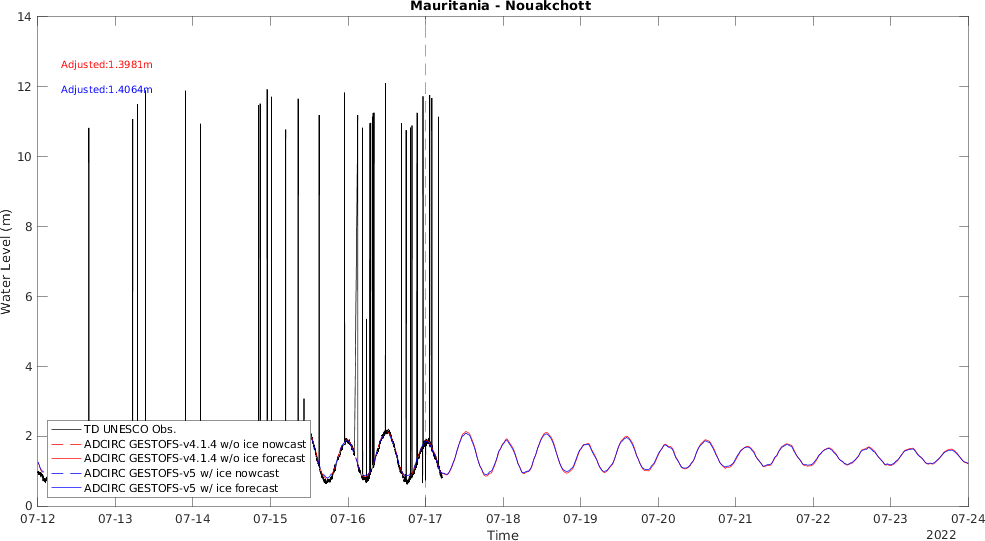 Mauritania - Nouakchott
14
12
10
8
6
4
2
0
Water Level (m)
Adjusted:1.3981m
Adjusted:1.4064m
TD UNESCO Obs.
ADCIRC GESTOFS-v4.1.4 w/o ice nowcast
ADCIRC GESTOFS-v4.1.4 w/o ice forecast
ADCIRC GESTOFS-v5 w/ ice nowcast
ADCIRC GESTOFS-v5 w/ ice forecast
07-12 07-13 07-14 07-15 07-16 07-17 07-18 07-19 07-20 07-21 07-22 07-23 07-24
Time
2022